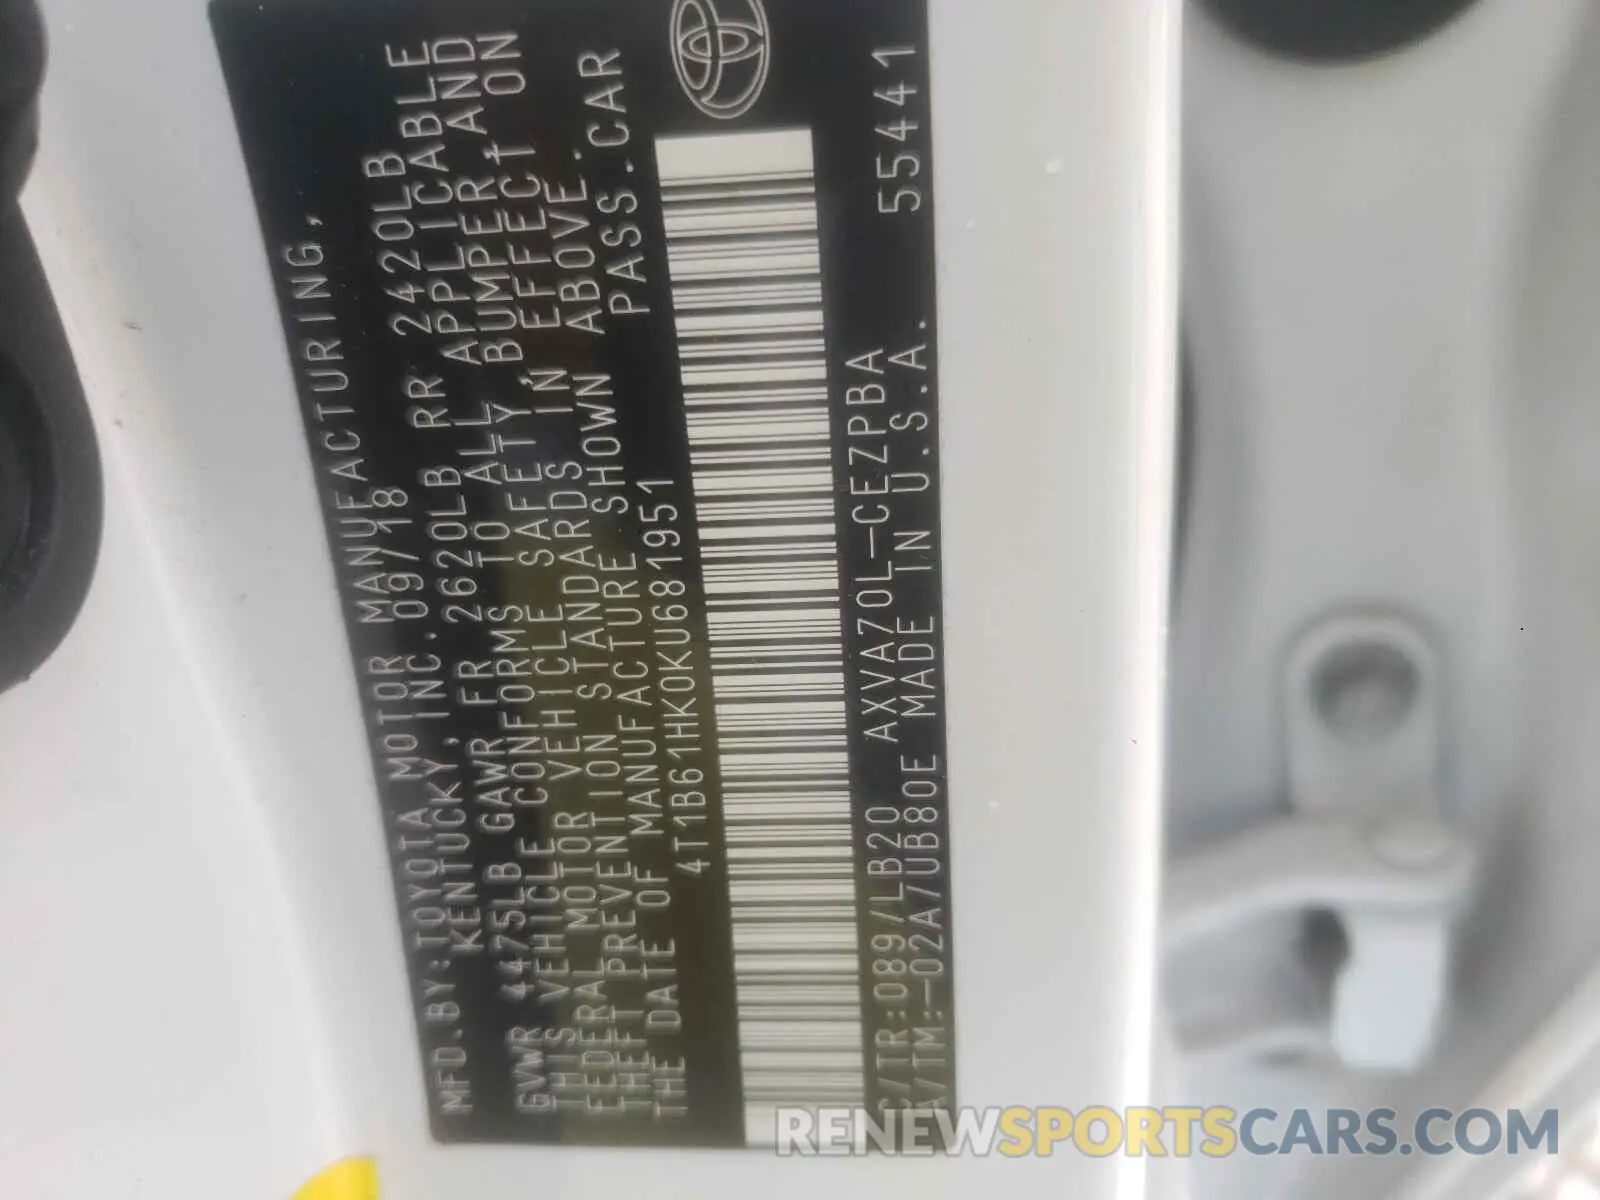 MFD.BY:TOYOTA MOTOR MANUFACTURING,
KENTUCKY, INC. 09/18
GVWR 4475LB GAWR FR 2620LB RR 2420LB
THIS VEHICLE CONFORMS TO ALL APPLICABLE
FEDERAL MOTOR VEHICLE SAFETY, BUMPER, AND
THEFT PREVENTION STANDARDS IN EFFECT ON
THE DATE OF MANUFACTURE SHOWN ABOVE.
4T1B61HK0KU681951 PASS.CAR
C/TR:089/LB20 AXVA70L-CEZPBA 55441
A/TM:-02A/UB80E MADE IN U.S.A.
RENEWSPORTSCARS.COM